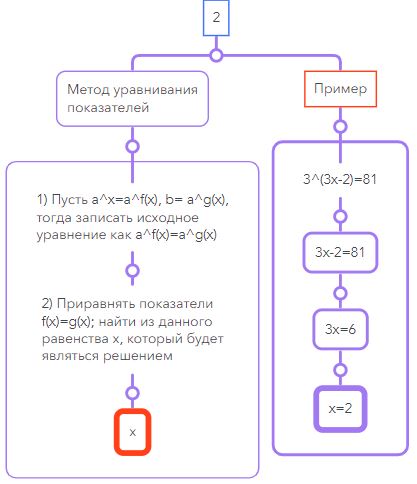 2
Метод уравнивания
показателей
1) Пусть a^x=a^f(x), b= a^g(x),
тогда записать исходное
уравнение как a^f(x)=a^g(x)
2) Приравнять показатели
f(x)=g(x); найти из данного
равенства x, который будет
являться решением
x
Пример
3^(3x-2)=81
3x-2=81
3x=6
x=2